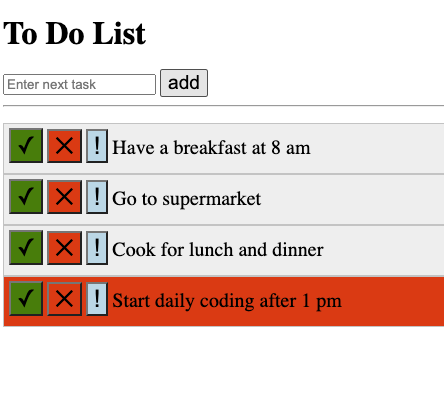 To Do List
Enter next task add
✓ ✕ ! Have a breakfast at 8 am
✓ ✕ ! Go to supermarket
✓ ✕ ! Cook for lunch and dinner
✓ ✕ ! Start daily coding after 1 pm